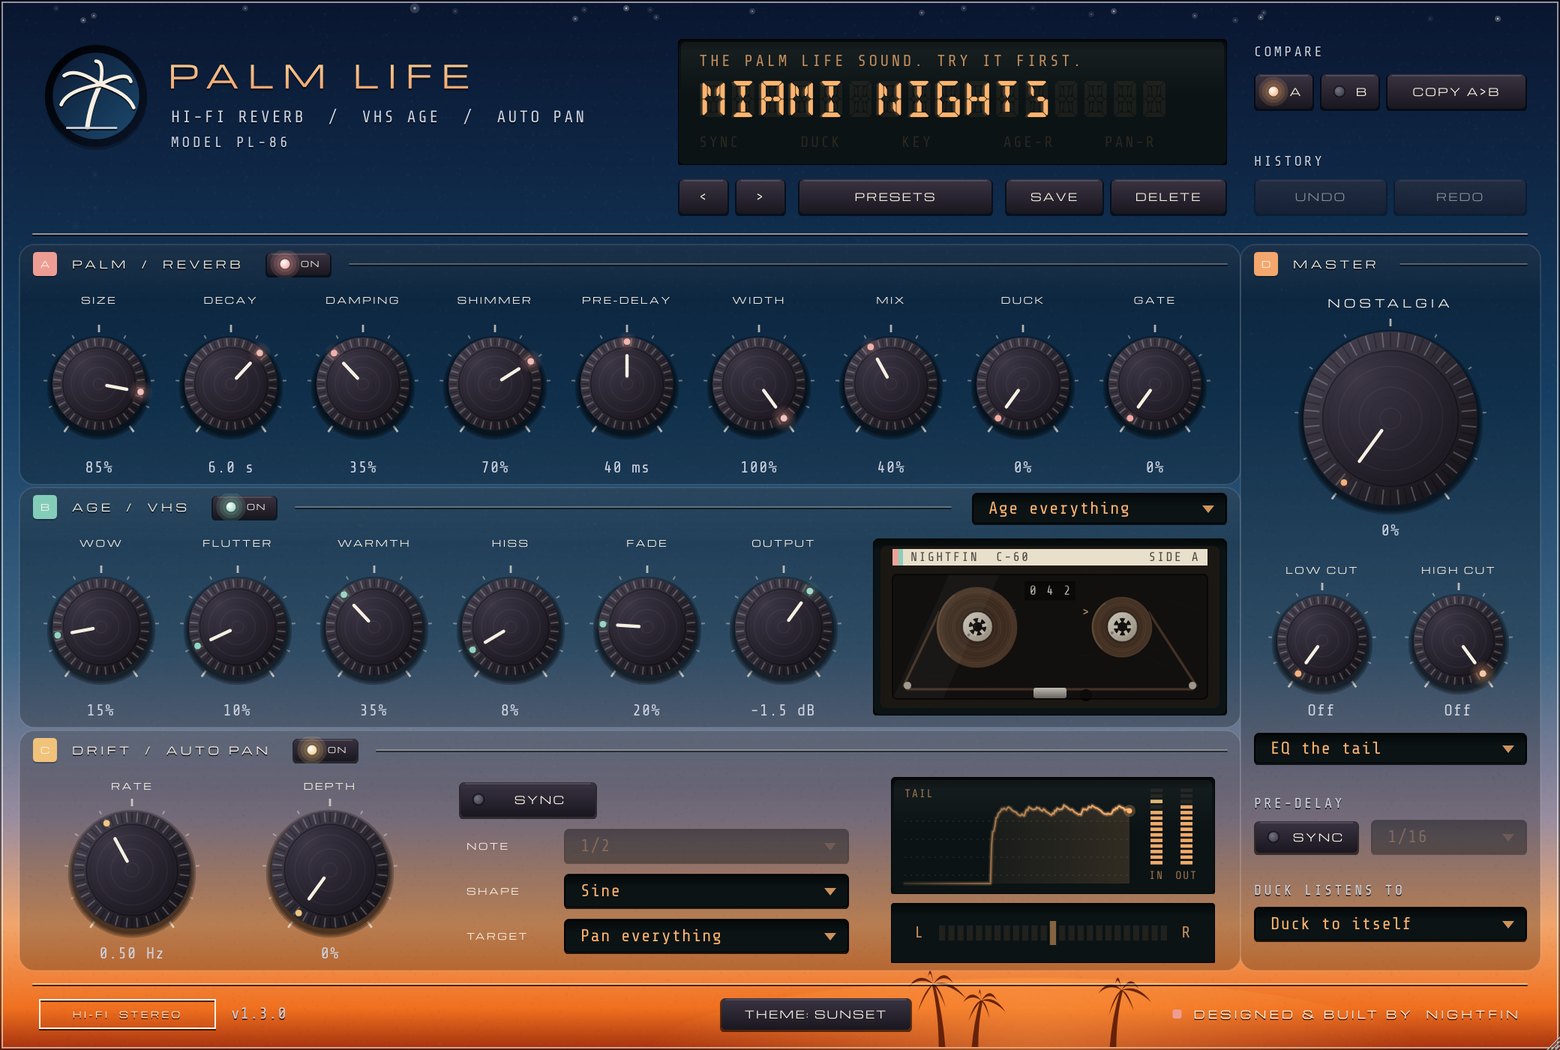 PALM LIFE
HI-FI REVERB / VHS AGE / AUTO PAN
MODEL PL-86
THE PALM LIFE SOUND. TRY IT FIRST.
MIAMI NIGHTS
SYNC DUCK KEY AGE-R PAN-R
< > PRESETS SAVE DELETE
COMPARE
A B COPY A>B
HISTORY
UNDO REDO
A PALM / REVERB ON
SIZE DECAY DAMPING SHIMMER PRE-DELAY WIDTH MIX DUCK GATE
85% 6.0 s 35% 70% 40 ms 100% 40% 0% 0%
B AGE / VHS ON Age everything
WOW FLUTTER WARMTH HISS FADE OUTPUT
15% 10% 35% 8% 20% -1.5 dB
NIGHTFIN C-60 SIDE A
0 4 2
>
C DRIFT / AUTO PAN ON
RATE DEPTH
0.50 Hz 0%
SYNC
NOTE 1/2
SHAPE Sine
TARGET Pan everything
TAIL
IN OUT
L R
D MASTER
NOSTALGIA
0%
LOW CUT HIGH CUT
Off Off
EQ the tail
PRE-DELAY
SYNC 1/16
DUCK LISTENS TO
Duck to itself
HI-FI STEREO v1.3.0
THEME: SUNSET
DESIGNED & BUILT BY NIGHTFIN